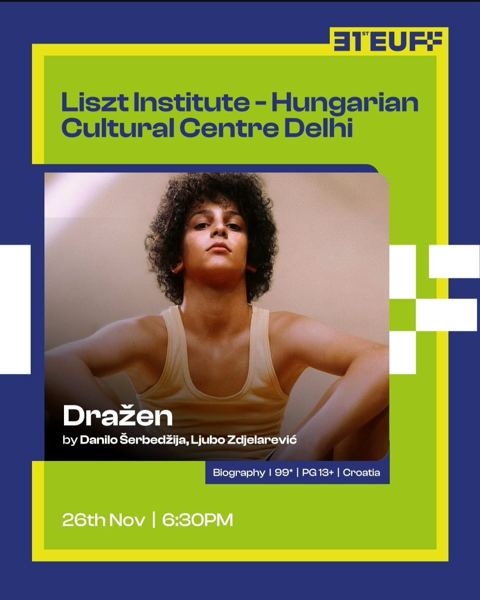 31ST EUFF
Liszt Institute - Hungarian
Cultural Centre Delhi
Dražen
by Danilo Šerbedžija, Ljubo Zdjelarević
Biography I 99" | PG 13+ | Croatia
26th Nov | 6:30PM